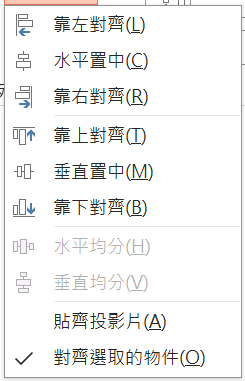 靠左對齊(L)
水平置中(C)
靠右對齊(R)
靠上對齊(T)
垂直置中(M)
靠下對齊(B)
水平均分(H)
垂直均分(V)
貼齊投影片(A)
對齊選取的物件(O)